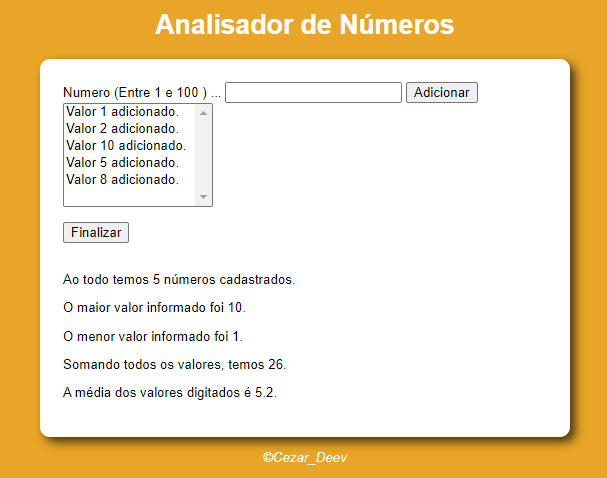 Analisador de Números
Numero (Entre 1 e 100 ) ... Adicionar
Valor 1 adicionado.
Valor 2 adicionado.
Valor 10 adicionado.
Valor 5 adicionado.
Valor 8 adicionado.
Finalizar
Ao todo temos 5 números cadastrados.
O maior valor informado foi 10.
O menor valor informado foi 1.
Somando todos os valores, temos 26.
A média dos valores digitados é 5.2.
©Cezar_Deev